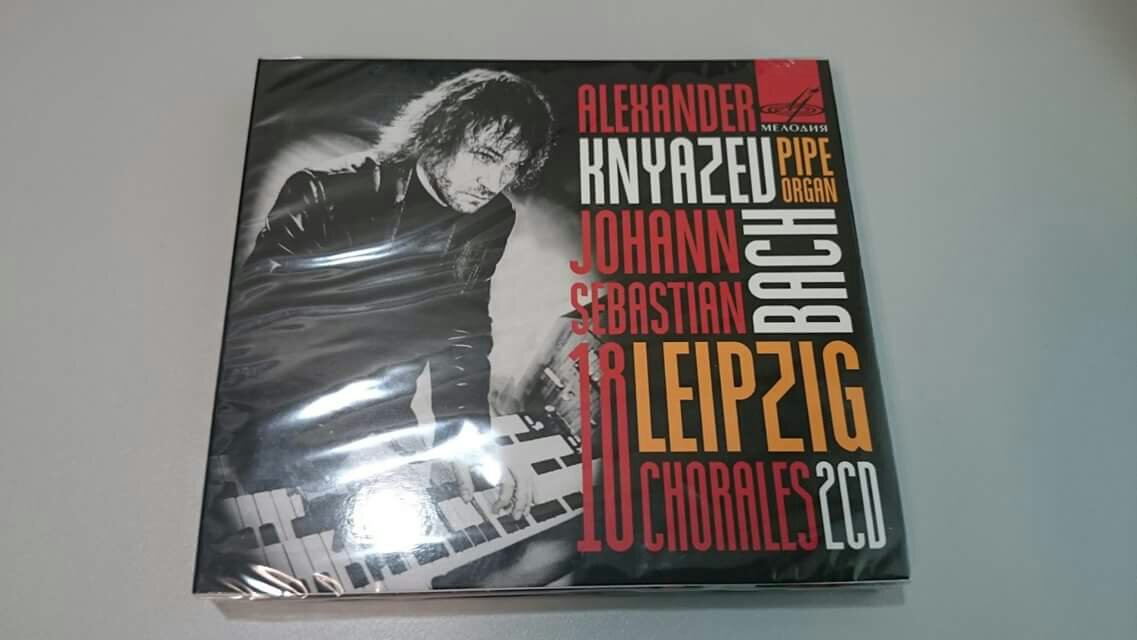 ALEXANDER
МЕЛОДИЯ
KNYAZEV
PIPE
ORGAN
JOHANN
SEBASTIAN
BACH
18 LEIPZIG
CHORALES 2CD